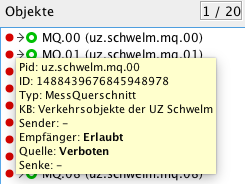 Objekte
1 / 20
MQ.00 (uz.schwelm.mq.00)
MQ.01 (uz.schwelm.mq.01)
Pid: uz.schwelm.mq.00
ID: 1488439676845948978
Typ: MessQuerschnitt
KB: Verkehrsobjekte der UZ Schwelm
Sender: –
Empfänger: Erlaubt
Quelle: Verboten
Senke: –
MQ.08 (uz.schwelm.mq.08)